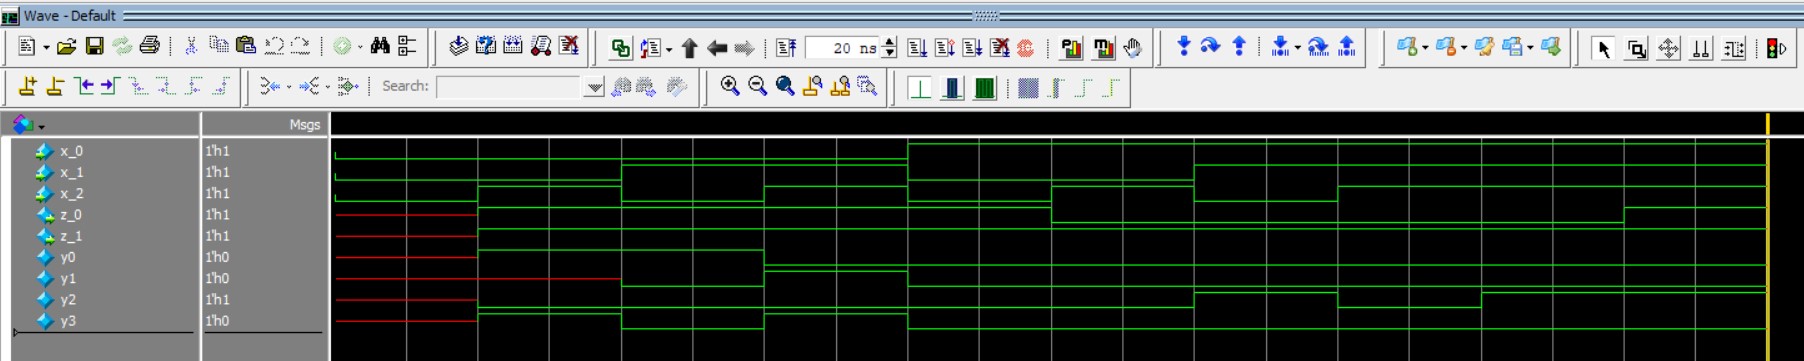 Wave - Default
20 ns
Search:
Msgs
x_0 1'h1
x_1 1'h1
x_2 1'h1
z_0 1'h1
z_1 1'h1
y0 1'h0
y1 1'h0
y2 1'h1
y3 1'h0